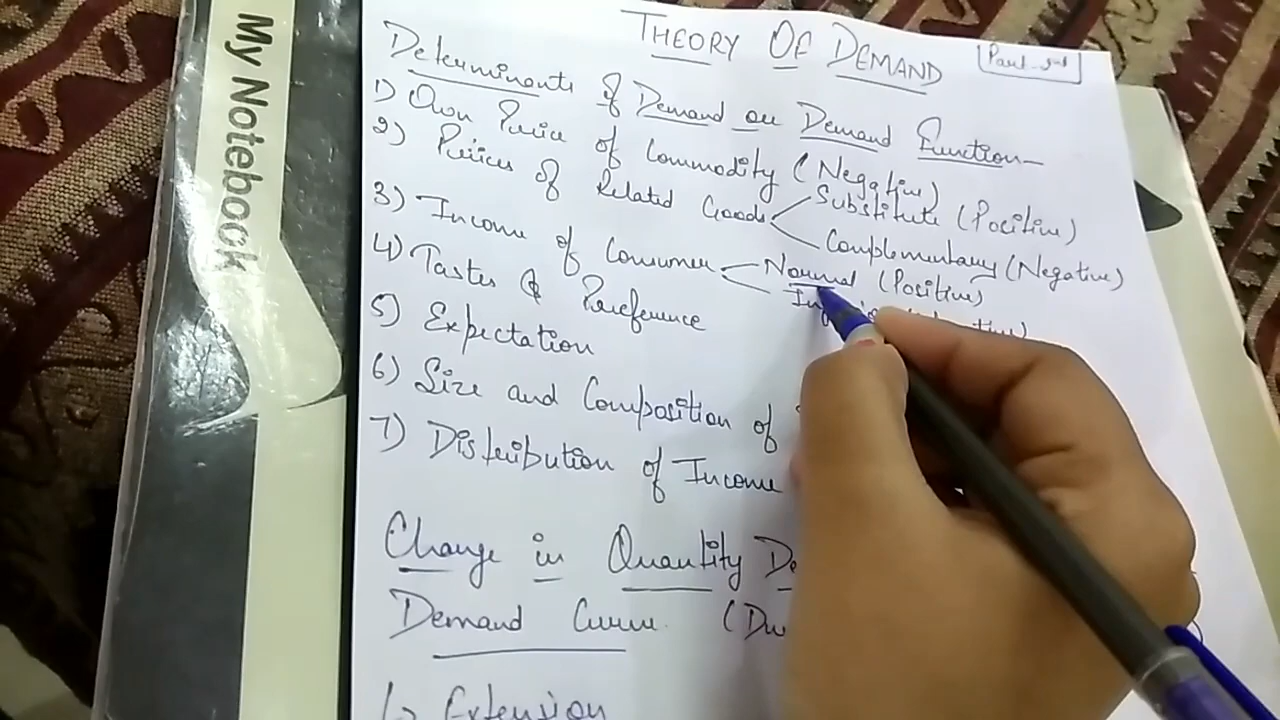 My Notebook
THEORY OF DEMAND
Part-1st
Determinants of Demand or Demand Function
1) Own Price of Commodity (Negative)
2) Prices of Related Goods
Substitute (Positive)
Complementary (Negative)
3) Income of Consumer
Normal (Positive)
4) Tastes & Preference
5) Expectation
6) Size and Composition of
7) Distribution of Income
Change in Quantity
Demand Curve
Extension